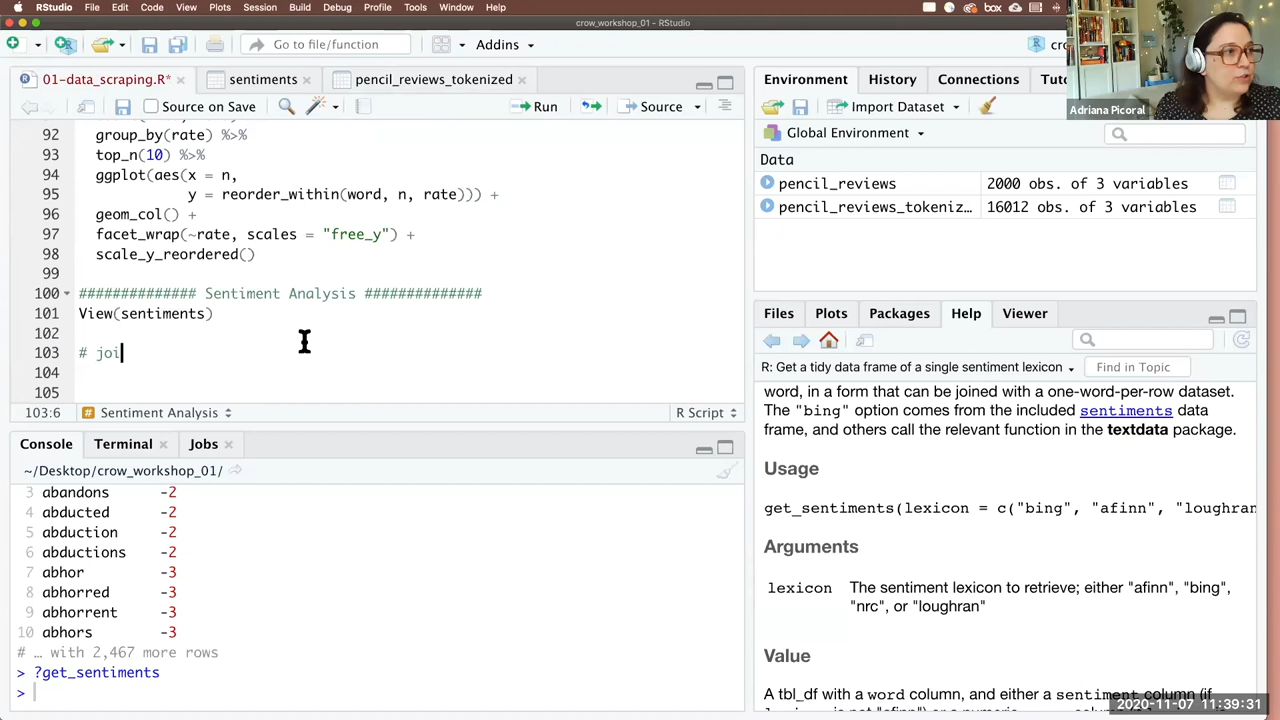 RStudio File Edit Code View Plots Session Build Debug Profile Tools Window Help box
crow_workshop_01 - RStudio
Go to file/function Addins
01-data_scraping.R* sentiments pencil_reviews_tokenized
Source on Save Run Source
92 group_by(rate) %>%
93 top_n(10) %>%
94 ggplot(aes(x = n,
95 y = reorder_within(word, n, rate))) +
96 geom_col() +
97 facet_wrap(~rate, scales = "free_y") +
98 scale_y_reordered()
99
100 ############## Sentiment Analysis ##############
101 View(sentiments)
102
103 # joi
104
105
103:6 # Sentiment Analysis R Script
Console Terminal Jobs
~/Desktop/crow_workshop_01/
3 abandons -2
4 abducted -2
5 abduction -2
6 abductions -2
7 abhor -3
8 abhorred -3
9 abhorrent -3
10 abhors -3
# … with 2,467 more rows
> ?get_sentiments
>
Adriana Picoral
Environment History Connections Tuto
Import Dataset
Global Environment
Data
pencil_reviews 2000 obs. of 3 variables
pencil_reviews_tokeniz… 16012 obs. of 3 variables
Files Plots Packages Help Viewer
R: Get a tidy data frame of a single sentiment lexicon Find in Topic
word, in a form that can be joined with a one-word-per-row dataset.
The "bing" option comes from the included sentiments data
frame, and others call the relevant function in the textdata package.
Usage
get_sentiments(lexicon = c("bing", "afinn", "loughran
Arguments
lexicon The sentiment lexicon to retrieve; either "afinn", "bing",
"nrc", or "loughran"
Value
A tbl_df with a word column, and either a sentiment column (if
2020-11-07 11:39:31